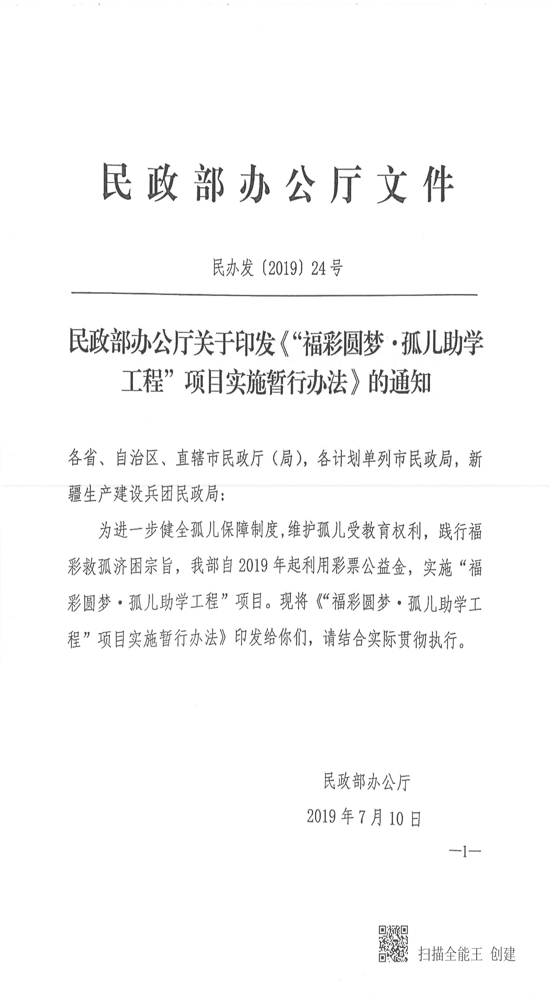 民政部办公厅文件
民办发〔2019〕24号
民政部办公厅关于印发《“福彩圆梦·孤儿助学
工程”项目实施暂行办法》的通知
各省、自治区、直辖市民政厅（局），各计划单列市民政局，新
疆生产建设兵团民政局：
为进一步健全孤儿保障制度,维护孤儿受教育权利，践行福
彩救孤济困宗旨，我部自2019年起利用彩票公益金，实施“福
彩圆梦·孤儿助学工程”项目。现将《“福彩圆梦·孤儿助学工
程”项目实施暂行办法》印发给你们，请结合实际贯彻执行。
民政部办公厅
2019年7月10日
—1—
扫描全能王 创建